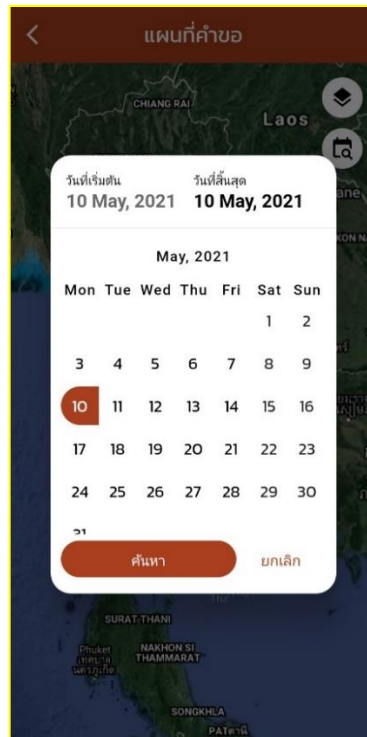 แผนที่คำขอ
CHIANG RAI
Laos
วันที่เริ่มต้น วันที่สิ้นสุด
10 May, 2021 10 May, 2021
May, 2021
Mon Tue Wed Thu Fri Sat Sun
1 2
3 4 5 6 7 8 9
10 11 12 13 14 15 16
17 18 19 20 21 22 23
24 25 26 27 28 29 30
31
ค้นหา ยกเลิก
SURAT THANI
Phuket
NAKHON SI
THAMMARAT
SONGKHLA